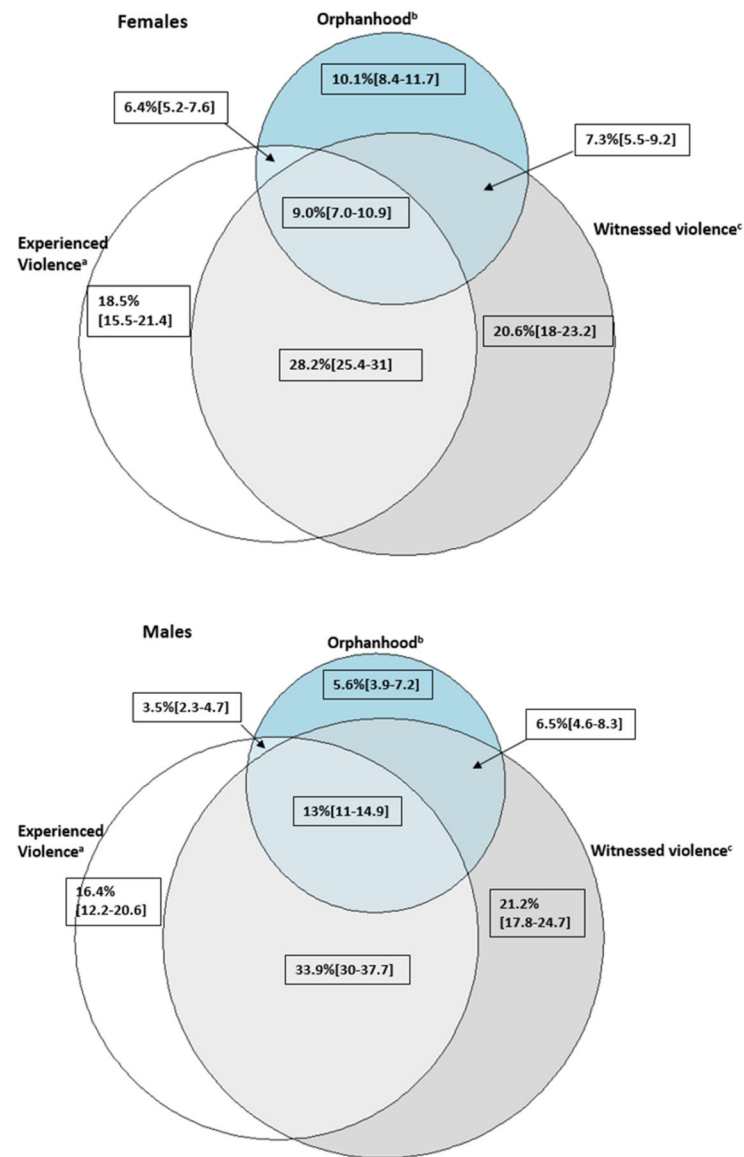 Females
Orphanhoodᵇ
10.1%[8.4-11.7]
6.4%[5.2-7.6]
7.3%[5.5-9.2]
9.0%[7.0-10.9]
Experienced
Violenceᵃ
Witnessed violenceᶜ
18.5%
[15.5-21.4]
20.6%[18-23.2]
28.2%[25.4-31]
Males
Orphanhoodᵇ
5.6%[3.9-7.2]
3.5%[2.3-4.7]
6.5%[4.6-8.3]
13%[11-14.9]
Experienced
Violenceᵃ
Witnessed violenceᶜ
16.4%
[12.2-20.6]
21.2%
[17.8-24.7]
33.9%[30-37.7]